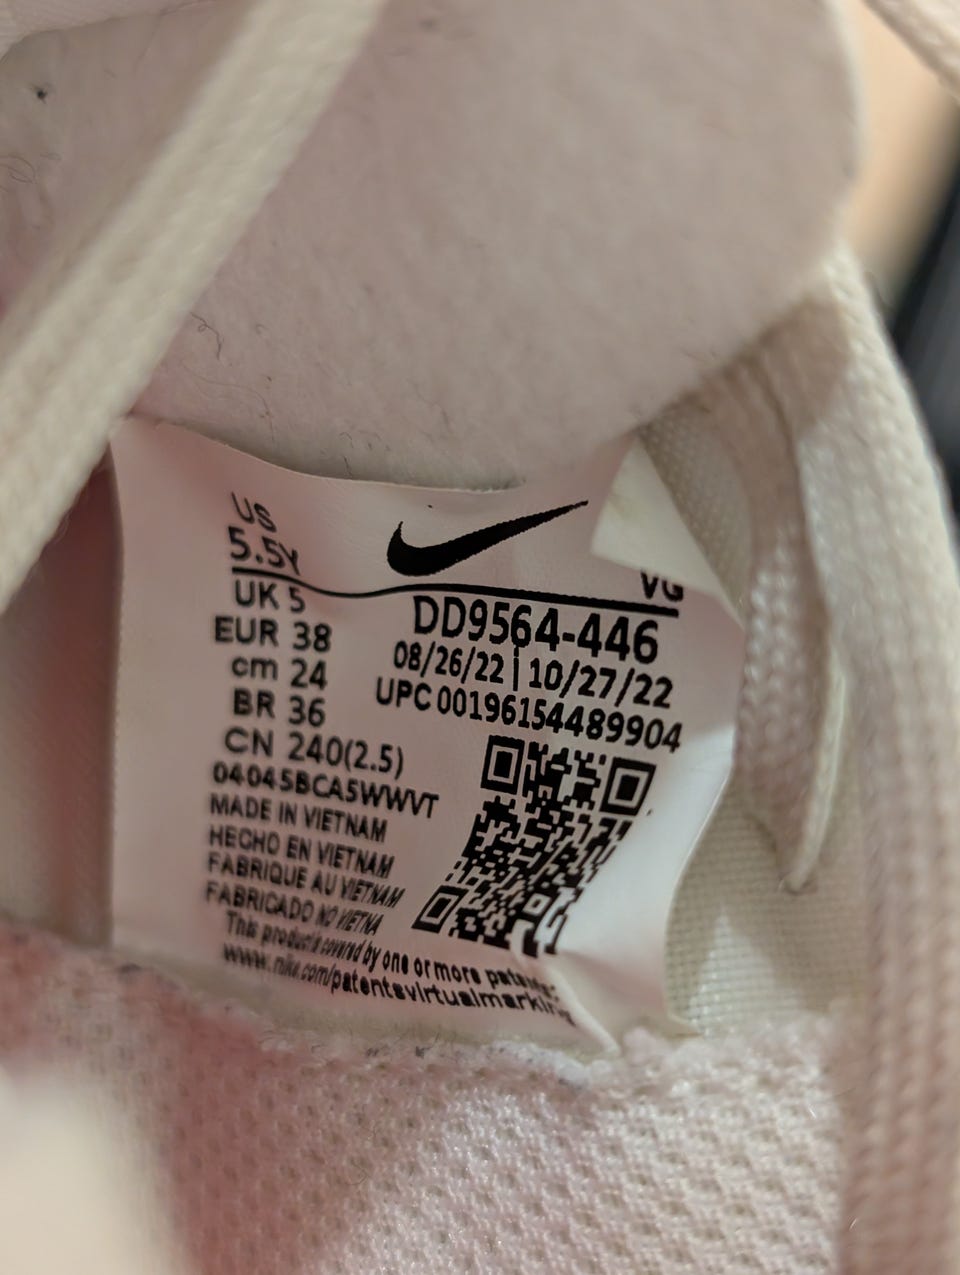 US
5.5Y
VG
UK 5
EUR 38
cm 24
BR 36
CN 240(2.5)
DD9564-446
08/26/22 | 10/27/22
UPC 00196154489904
04045BCA5WWVT
MADE IN VIETNAM
HECHO EN VIETNAM
FABRIQUE AU VIETNAM
FABRICADO NO VIETNA
This product is covered by one or more patents:
www.nike.com/patentsvirtualmarking